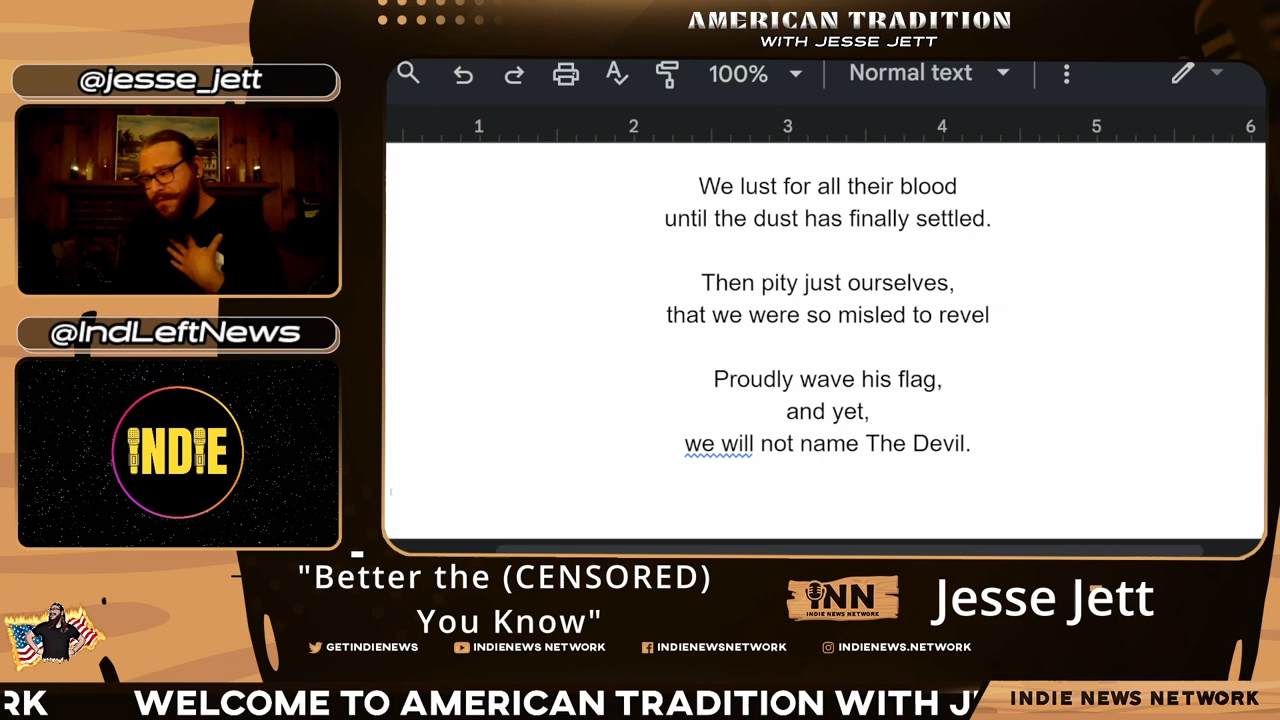 AMERICAN TRADITION
WITH JESSE JETT
@jesse_jett
100%
Normal text
1 2 3 4 5 6
We lust for all their blood
until the dust has finally settled.
Then pity just ourselves,
that we were so misled to revel
Proudly wave his flag,
and yet,
we will not name The Devil.
@IndLeftNews
INDIE
"Better the (CENSORED)
You Know"
INN
INDIE NEWS NETWORK
Jesse Jett
GETINDIENEWS
INDIENEWS NETWORK
INDIENEWSNETWORK
INDIENEWS.NETWORK
RK WELCOME TO AMERICAN TRADITION WITH J
INDIE NEWS NETWORK